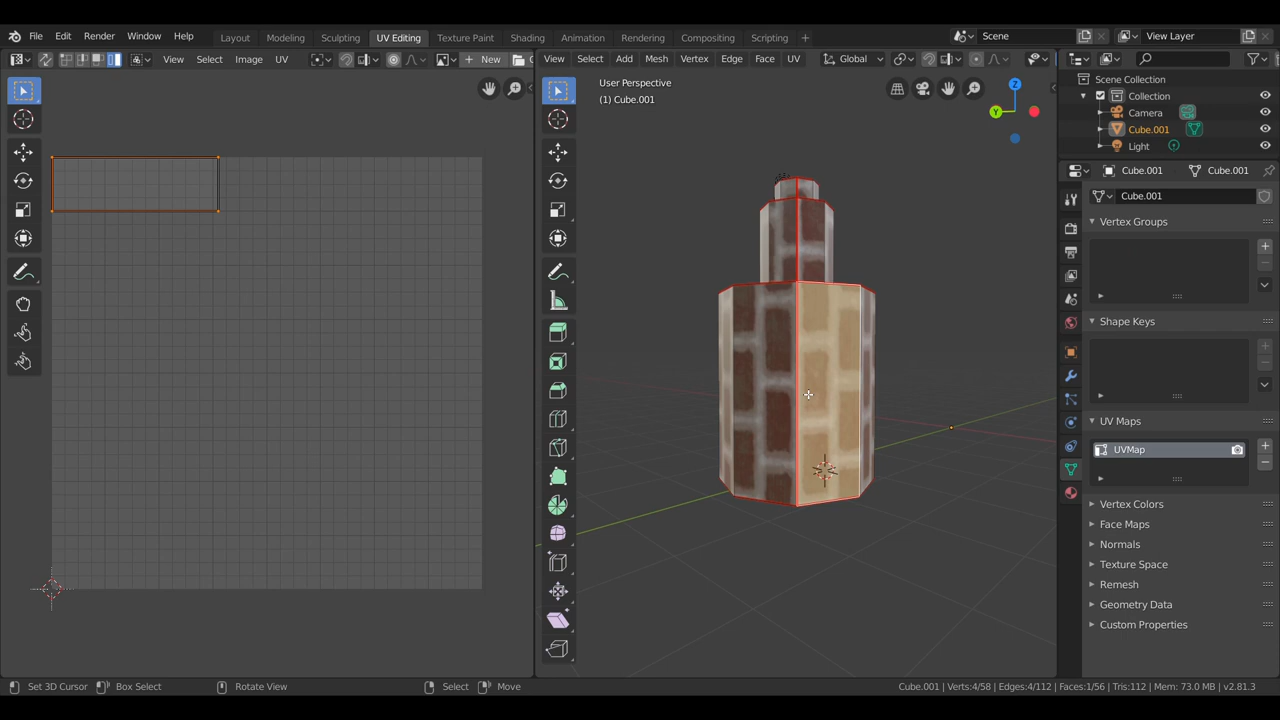 File Edit Render Window Help Layout Modeling Sculpting UV Editing Texture Paint Shading Animation Rendering Compositing Scripting + Scene View Layer
View Select Image UV New
View Select Add Mesh Vertex Edge Face UV Global
User Perspective
(1) Cube.001
Z
Y
Scene Collection
Collection
Camera
Cube.001
Light
Cube.001 Cube.001
Cube.001
Vertex Groups
Shape Keys
UV Maps
UVMap
Vertex Colors
Face Maps
Normals
Texture Space
Remesh
Geometry Data
Custom Properties
Set 3D Cursor Box Select Rotate View Select Move Cube.001 | Verts:4/58 | Edges:4/112 | Faces:1/56 | Tris:112 | Mem: 73.0 MB | v2.81.3